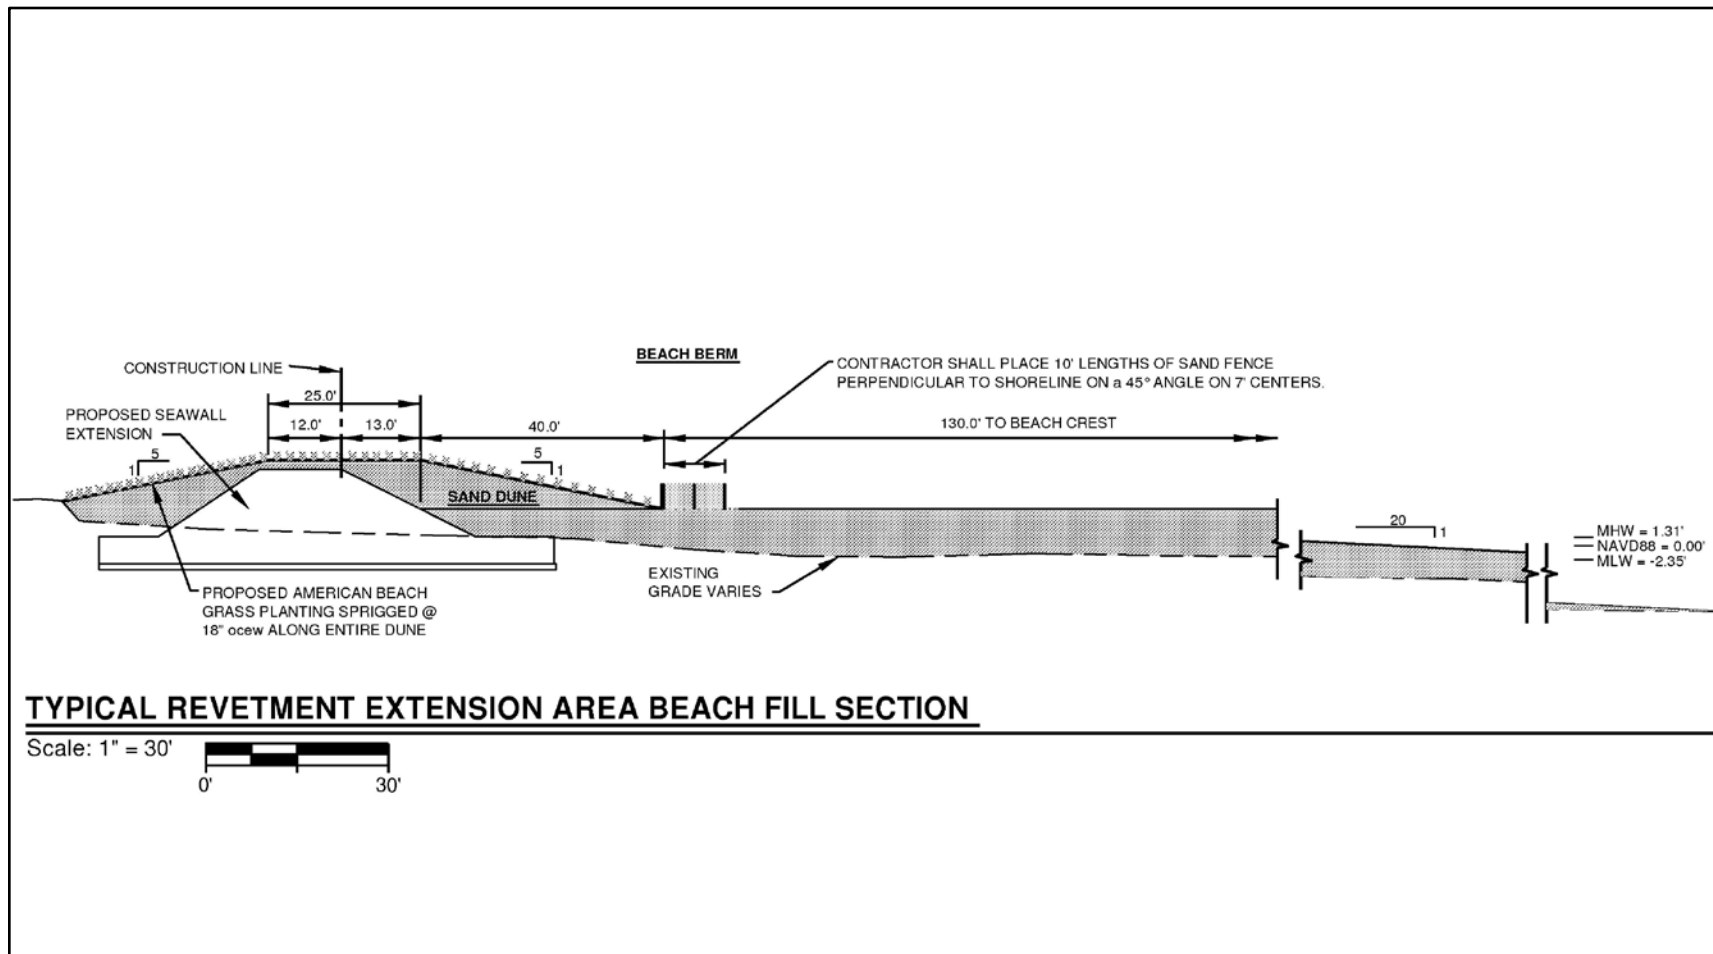 BEACH BERM
CONSTRUCTION LINE
CONTRACTOR SHALL PLACE 10' LENGTHS OF SAND FENCE
PERPENDICULAR TO SHORELINE ON a 45° ANGLE ON 7' CENTERS.
25.0'
PROPOSED SEAWALL
EXTENSION
12.0'
13.0'
40.0'
130.0' TO BEACH CREST
5
1
5
1
SAND DUNE
20
1
MHW = 1.31'
NAVD88 = 0.00'
MLW = -2.35'
EXISTING
GRADE VARIES
PROPOSED AMERICAN BEACH
GRASS PLANTING SPRIGGED @
18" ocew ALONG ENTIRE DUNE
TYPICAL REVETMENT EXTENSION AREA BEACH FILL SECTION
Scale: 1" = 30'
0'
30'